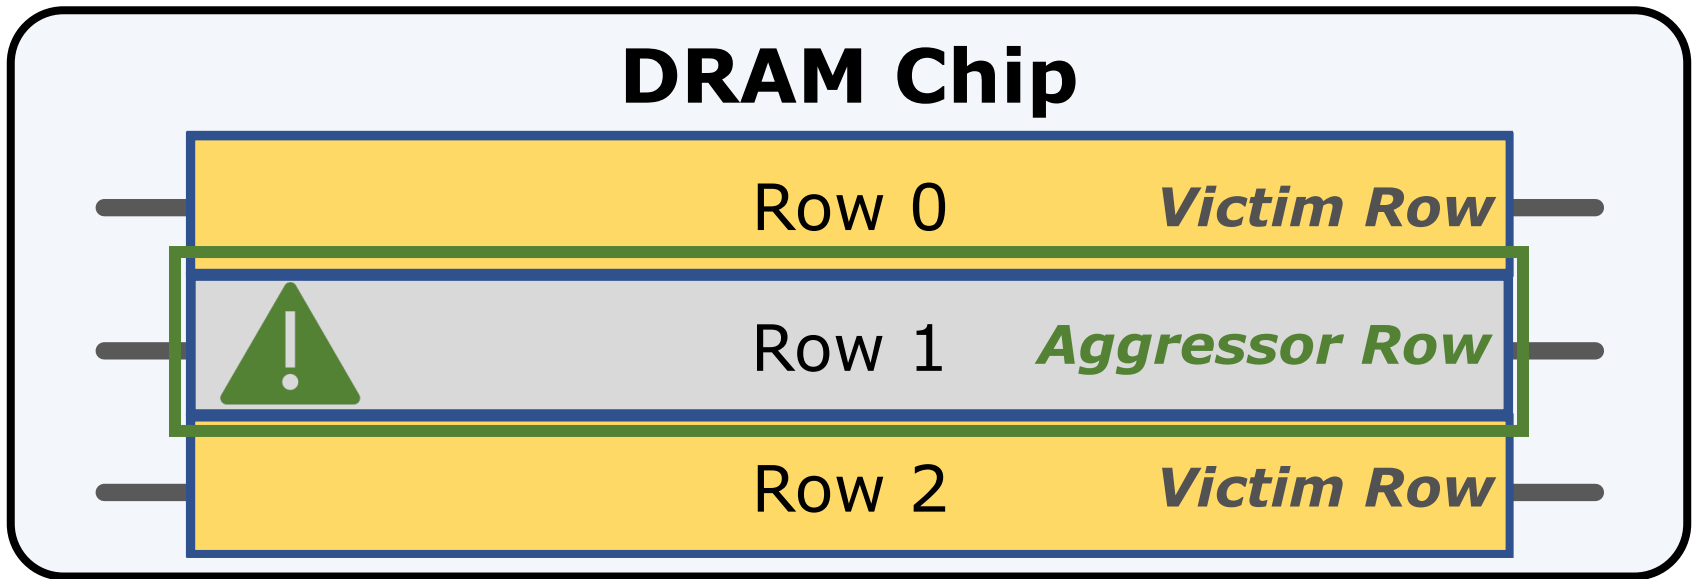 DRAM Chip
Row 0 Victim Row
Row 1 Aggressor Row
Row 2 Victim Row